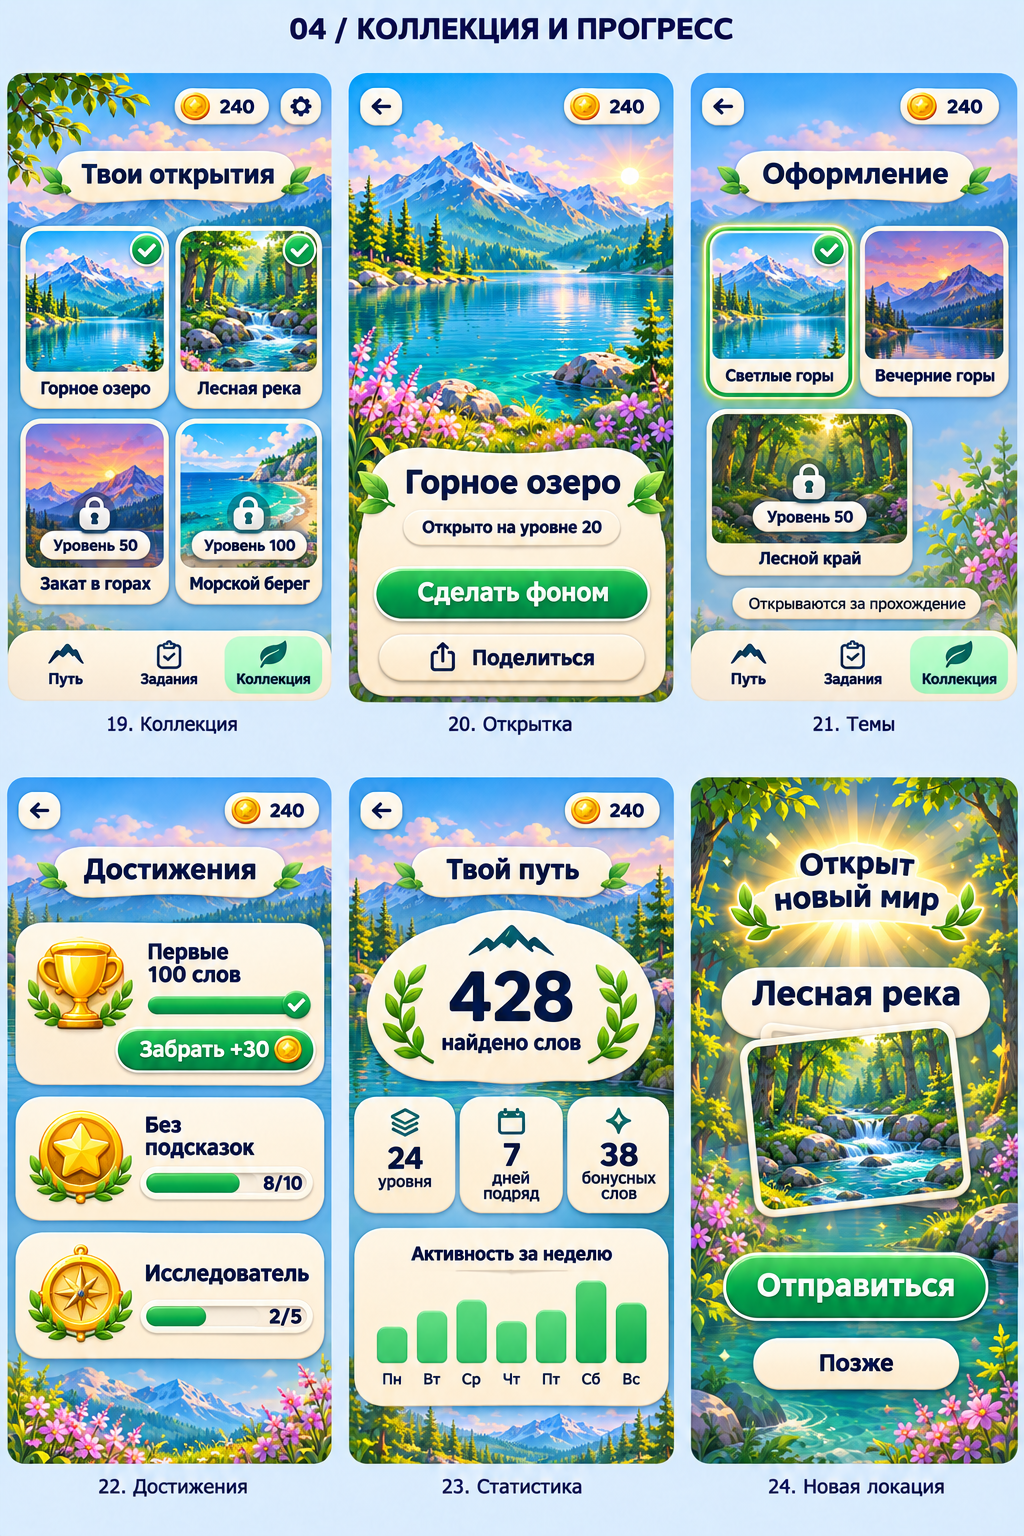 04 / КОЛЛЕКЦИЯ И ПРОГРЕСС
240
Твои открытия
Горное озеро
Лесная река
Уровень 50
Закат в горах
Уровень 100
Морской берег
Путь
Задания
Коллекция
19. Коллекция
240
Горное озеро
Открыто на уровне 20
Сделать фоном
Поделиться
20. Открытка
240
Оформление
Светлые горы
Вечерние горы
Уровень 50
Лесной край
Открываются за прохождение
Путь
Задания
Коллекция
21. Темы
240
Достижения
Первые
100 слов
Забрать +30
Без
подсказок
8/10
Исследователь
2/5
22. Достижения
240
Твой путь
428
найдено слов
24
уровня
7
дней
подряд
38
бонусных
слов
Активность за неделю
Пн Вт Ср Чт Пт Сб Вс
23. Статистика
Открыт
новый мир
Лесная река
Отправиться
Позже
24. Новая локация